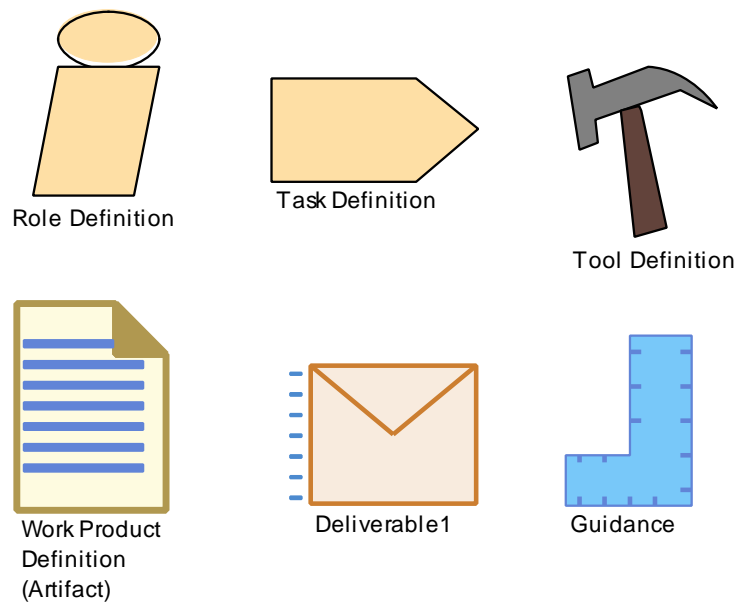 Role Definition
Task Definition
Tool Definition
Work Product
Definition
(Artifact)
Deliverable1
Guidance